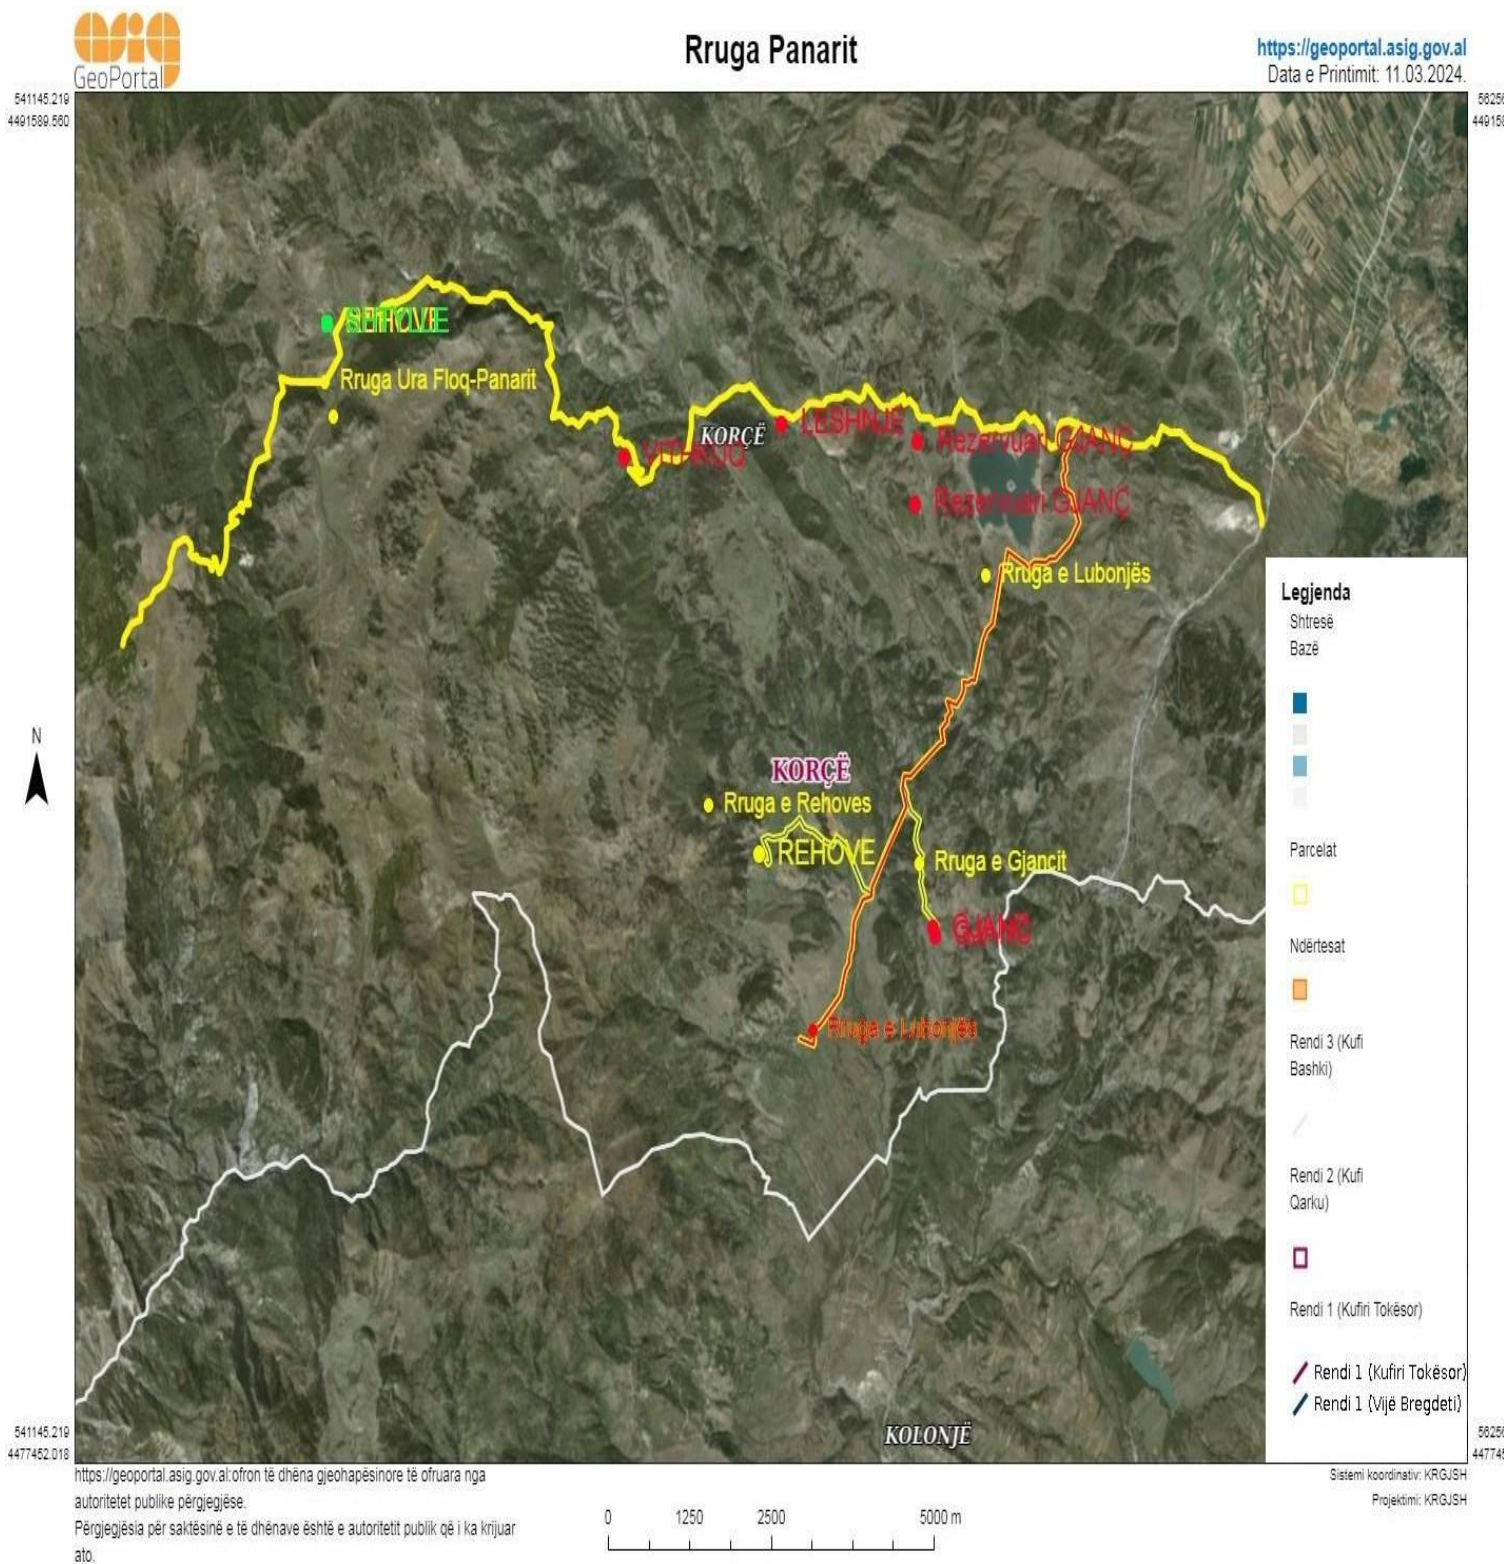 asig
GeoPortal
Rruga Panarit
https://geoportal.asig.gov.al
Data e Printimit: 11.03.2024.
541145.219
4491589.560
Rruga Ura Floq-Panarit
KORÇË
LESHNJE
VITHKUQ
Rezervuari GJANÇ
Rezervuari GJANÇ
Rruga e Lubonjës
N
KORÇË
Rruga e Rehoves
REHOVE
Rruga e Gjancit
GJANÇ
Rruga e Lubonjës
KOLONJË
Legjenda
Shtresë
Bazë
Parcelat
Ndërtesat
Rendi 3 (Kufi
Bashki)
Rendi 2 (Kufi
Qarku)
Rendi 1 (Kufiri Tokësor)
Rendi 1 (Kufiri Tokësor)
Rendi 1 (Vijë Bregdeti)
541145.219
4477452.018
https://geoportal.asig.gov.al:ofron të dhëna gjeohapësinore të ofruara nga
autoritetet publike përgjegjëse.
Përgjegjësia për saktësinë e të dhënave është e autoritetit publik që i ka krijuar
ato.
0 1250 2500 5000 m
Sistemi koordinativ: KRGJSH
Projektimi: KRGJSH